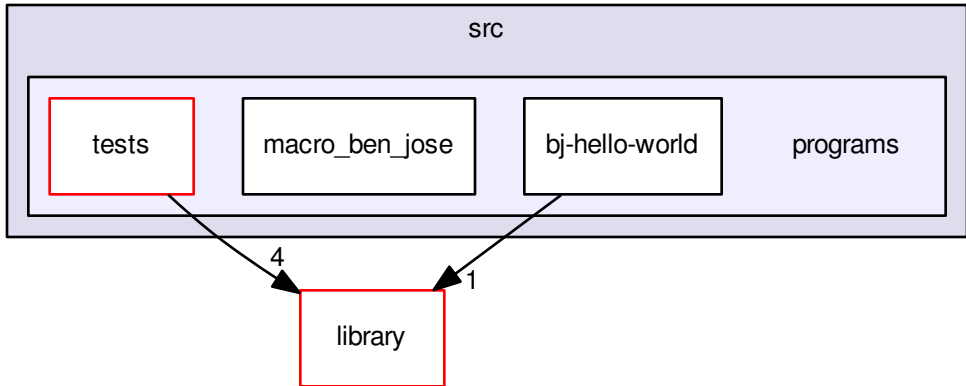 src
tests
macro_ben_jose
bj-hello-world
programs
4
1
library